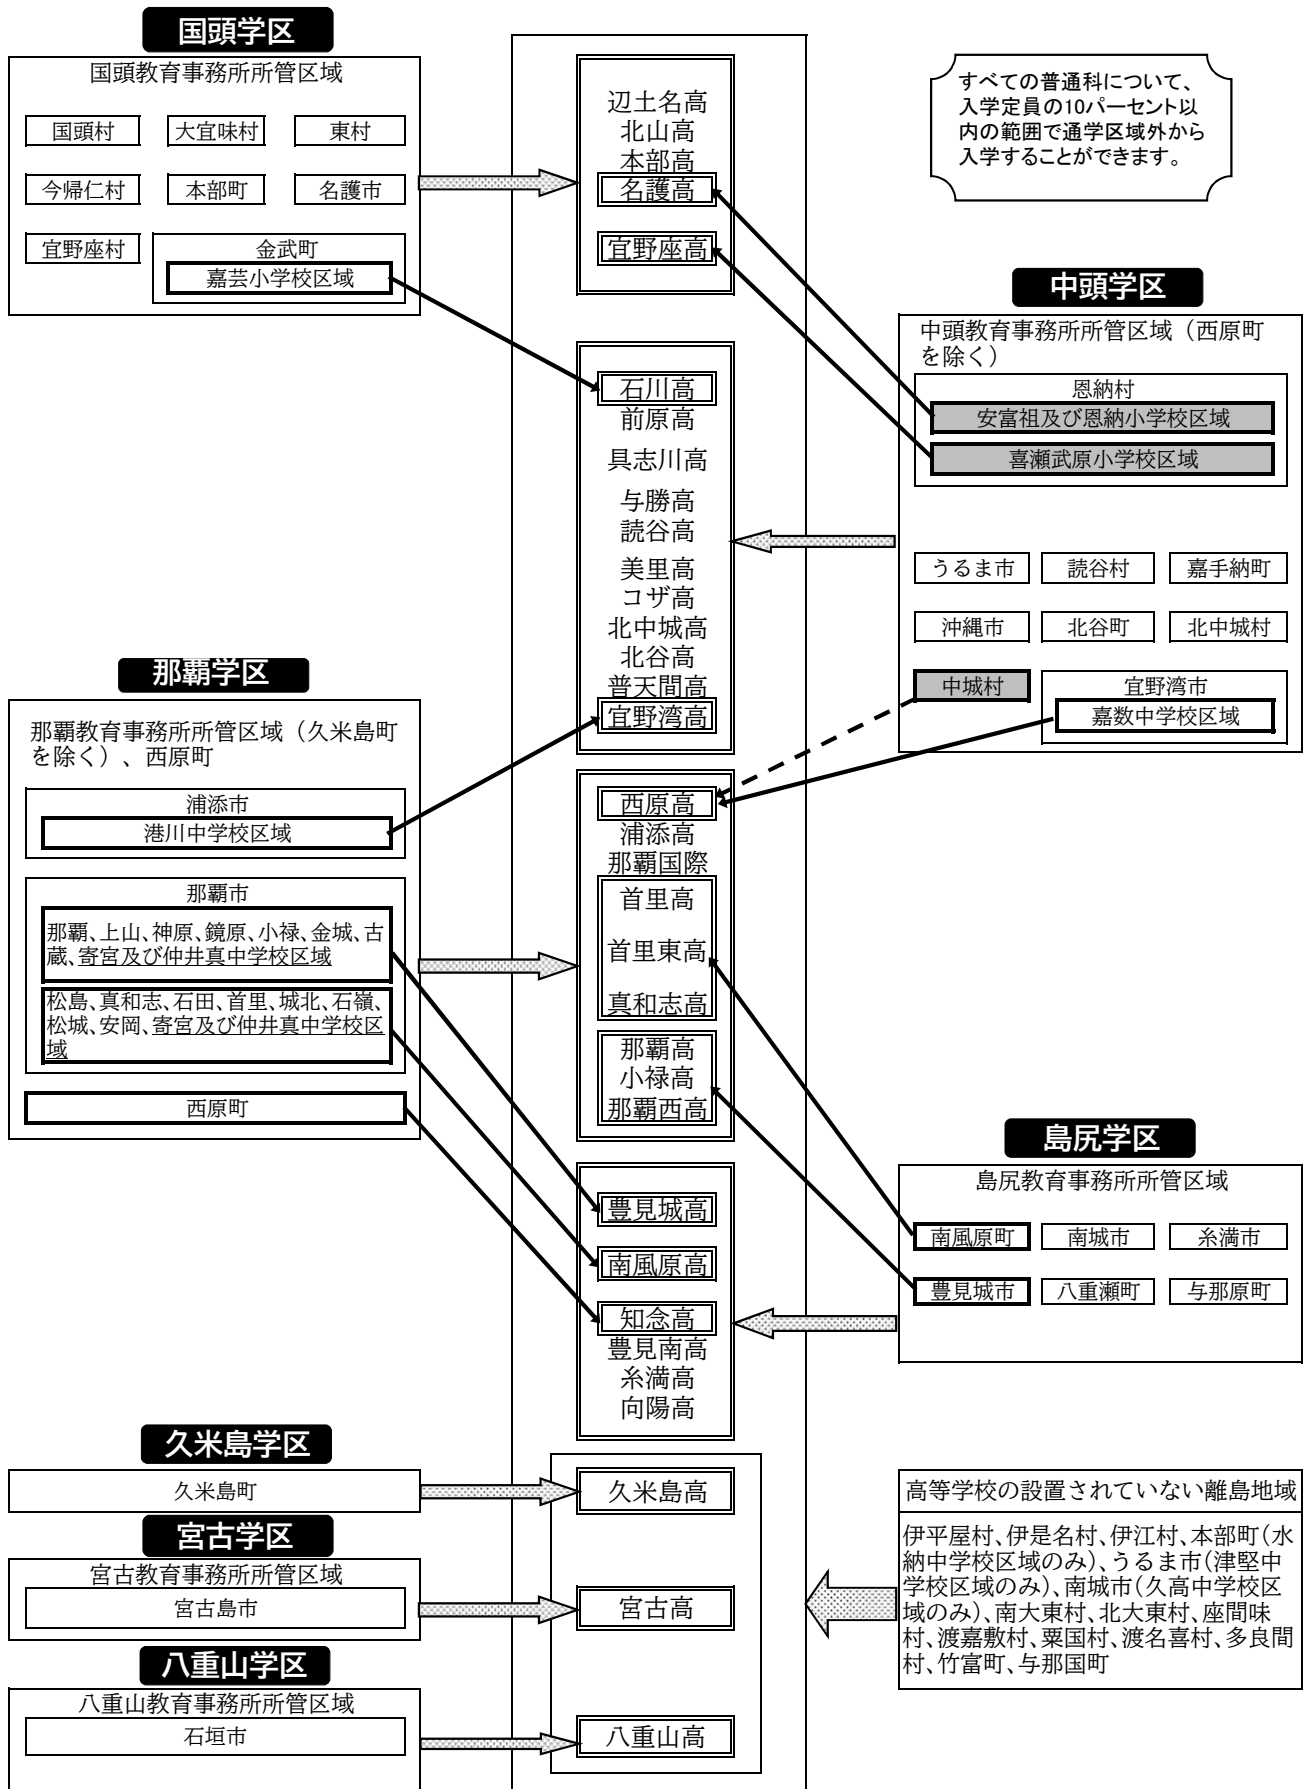 国頭学区
国頭教育事務所所管区域
国頭村
大宜味村
東村
今帰仁村
本部町
名護市
宜野座村
金武町
嘉芸小学校区域
辺土名高
北山高
本部高
名護高
宜野座高
すべての普通科について、
入学定員の10パーセント以
内の範囲で通学区域外から
入学することができます。
中頭学区
中頭教育事務所所管区域（西原町
を除く）
恩納村
安富祖及び恩納小学校区域
喜瀬武原小学校区域
うるま市
読谷村
嘉手納町
沖縄市
北谷町
北中城村
中城村
宜野湾市
嘉数中学校区域
石川高
前原高
具志川高
与勝高
読谷高
美里高
コザ高
北中城高
北谷高
普天間高
宜野湾高
那覇学区
那覇教育事務所所管区域（久米島町
を除く）、西原町
浦添市
港川中学校区域
那覇市
那覇、上山、神原、鏡原、小禄、金城、古
蔵、寄宮及び仲井真中学校区域
松島、真和志、石田、首里、城北、石嶺、
松城、安岡、寄宮及び仲井真中学校区
域
西原町
西原高
浦添高
那覇国際
首里高
首里東高
真和志高
那覇高
小禄高
那覇西高
島尻学区
島尻教育事務所所管区域
南風原町
南城市
糸満市
豊見城市
八重瀬町
与那原町
豊見城高
南風原高
知念高
豊見南高
糸満高
向陽高
久米島学区
久米島町
久米島高
宮古学区
宮古教育事務所所管区域
宮古島市
宮古高
八重山学区
八重山教育事務所所管区域
石垣市
八重山高
高等学校の設置されていない離島地域
伊平屋村、伊是名村、伊江村、本部町（水
納中学校区域のみ）、うるま市（津堅中
学校区域のみ）、南城市（久高中学校区
域のみ）、南大東村、北大東村、座間味
村、渡嘉敷村、粟国村、渡名喜村、多良間
村、竹富町、与那国町